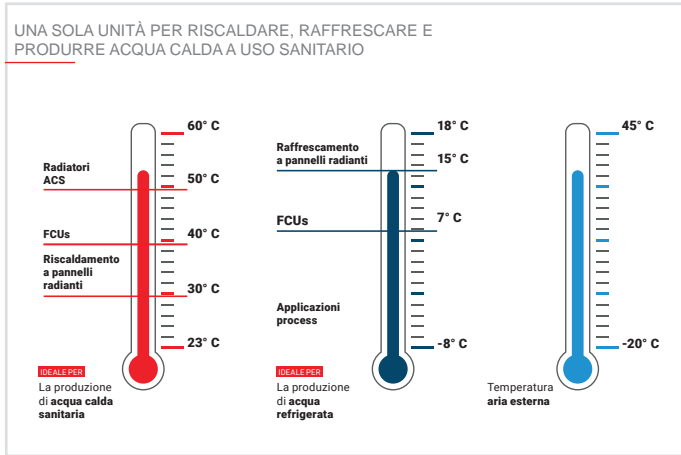 UNA SOLA UNITÀ PER RISCALDARE, RAFFRESCARE E
PRODURRE ACQUA CALDA A USO SANITARIO
60° C
Radiatori
ACS
50° C
FCUs
40° C
Riscaldamento
a pannelli
radianti
30° C
23° C
IDEALE PER
La produzione
di acqua calda
sanitaria
18° C
Raffrescamento
a pannelli radianti
15° C
FCUs
7° C
Applicazioni
process
-8° C
IDEALE PER
La produzione
di acqua
refrigerata
45° C
-20° C
Temperatura
aria esterna